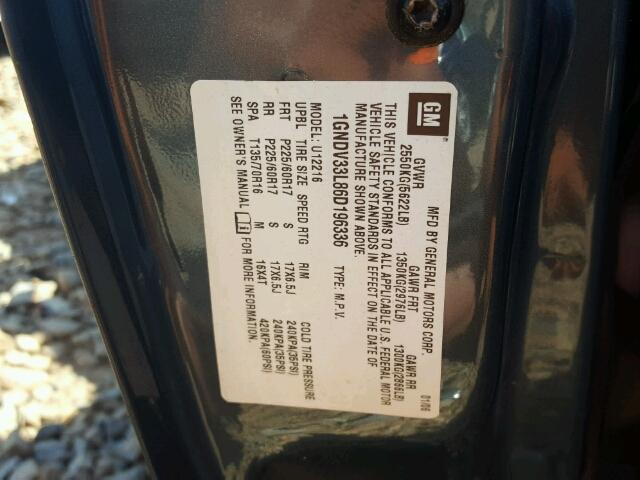 GM
MFD BY GENERAL MOTORS CORP. 01/06
GVWR GAWR FRT GAWR RR
2550KG(5622LB) 1350KG(2976LB) 1300KG(2866LB)
THIS VEHICLE CONFORMS TO ALL APPLICABLE U.S. FEDERAL MOTOR
VEHICLE SAFETY STANDARDS IN EFFECT ON THE DATE OF
MANUFACTURE SHOWN ABOVE.
1GNDV33L86D196336 TYPE: M.P.V.
MODEL: U12216
UPBL TIRE SIZE SPEED RTG RIM COLD TIRE PRESSURE
FRT P225/60R17 S 17X6.5J 240KPA(35PSI)
RR P225/60R17 S 17X6.5J 240KPA(35PSI)
SPA T135/70R16 M 16X4T 420KPA(60PSI)
SEE OWNER'S MANUAL i FOR MORE INFORMATION.